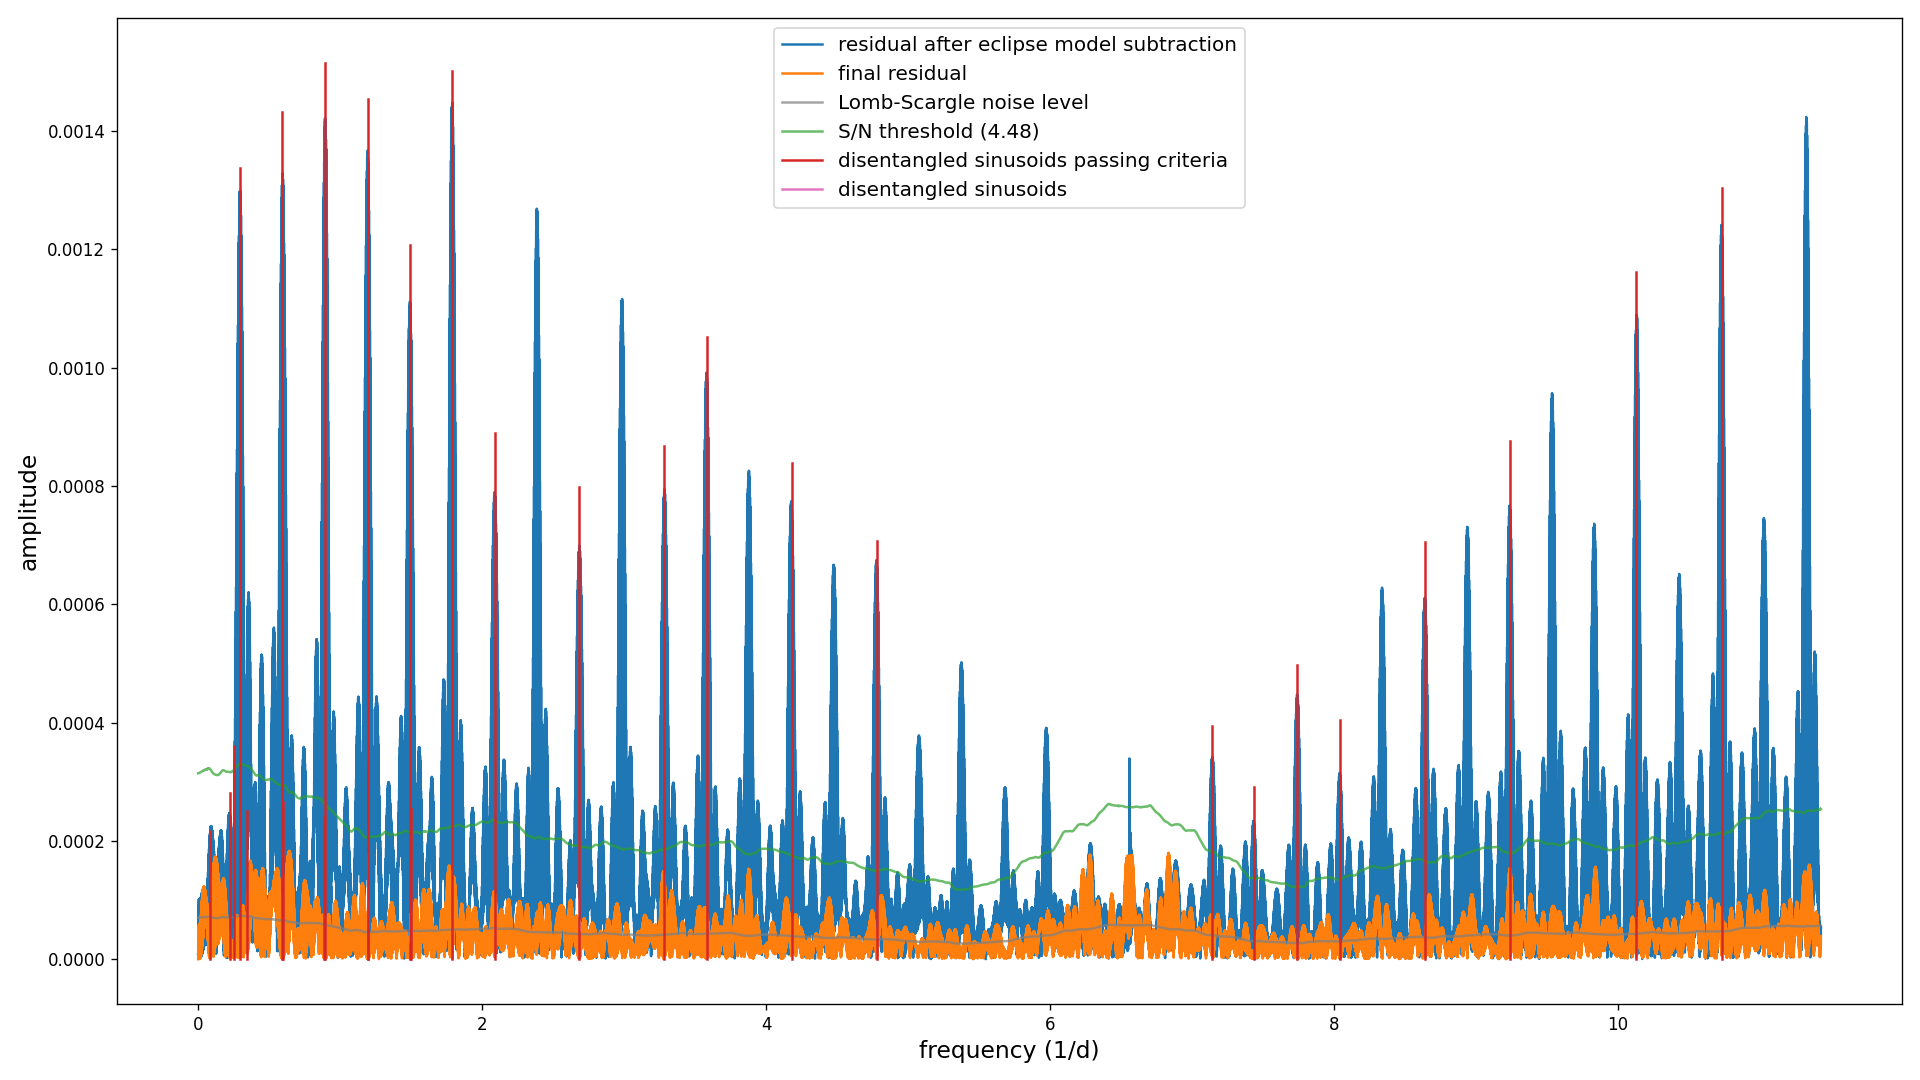 residual after eclipse model subtraction
final residual
Lomb-Scargle noise level
S/N threshold (4.48)
disentangled sinusoids passing criteria
disentangled sinusoids
amplitude
0.0014
0.0012
0.0010
0.0008
0.0006
0.0004
0.0002
0.0000
0 2 4 6 8 10
frequency (1/d)